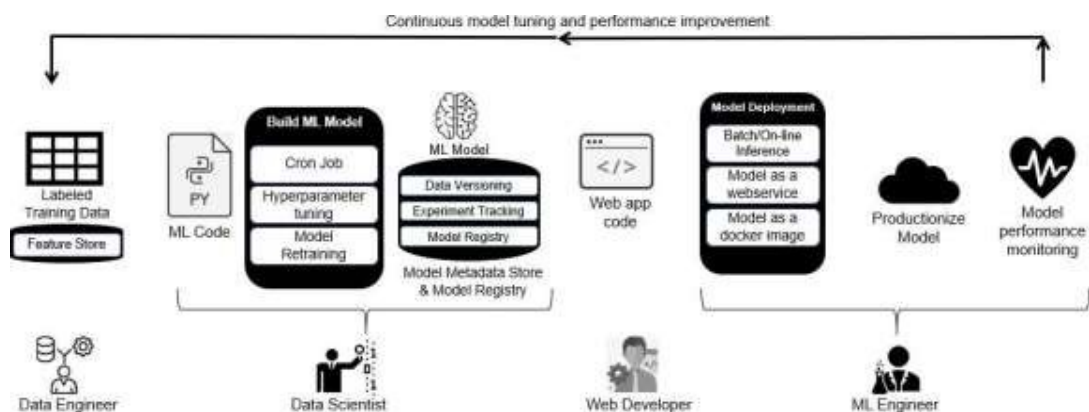 Continuous model tuning and performance improvement
Labeled
Training Data
Feature Store
PY
ML Code
Build ML Model
Cron Job
Hyperparameter
tuning
Model
Retraining
ML Model
Data Versioning
Experiment Tracking
Model Registry
Model Metadata Store
& Model Registry
</>
Web app
code
Model Deployment
Batch/On-line
Inference
Model as a
webservice
Model as a
docker image
Productionize
Model
Model
performance
monitoring
Data Engineer
Data Scientist
Web Developer
ML Engineer